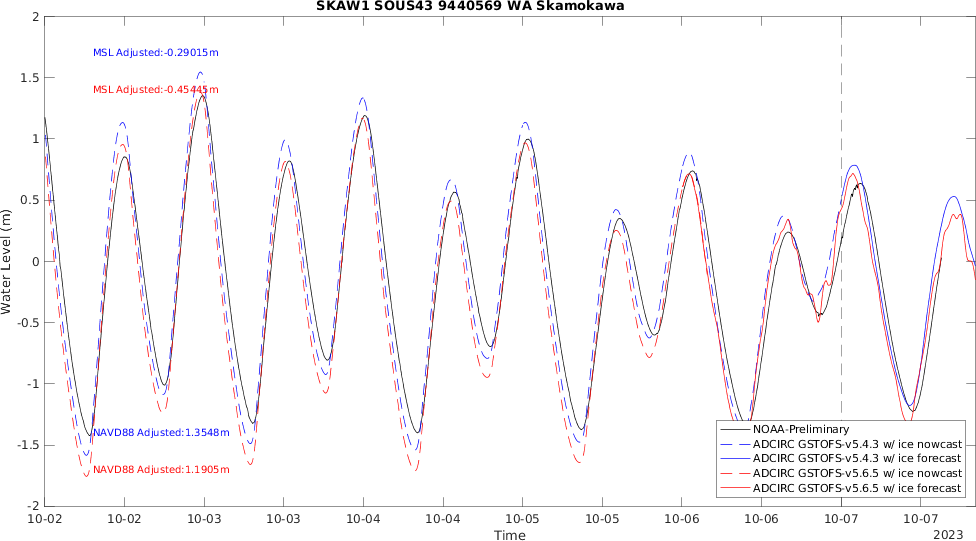 SKAW1 SOUS43 9440569 WA Skamokawa
2
1.5
1
0.5
0
-0.5
-1
-1.5
-2
Water Level (m)
MSL Adjusted:-0.29015m
MSL Adjusted:-0.45445m
NAVD88 Adjusted:1.3548m
NAVD88 Adjusted:1.1905m
NOAA-Preliminary
ADCIRC GSTOFS-v5.4.3 w/ ice nowcast
ADCIRC GSTOFS-v5.4.3 w/ ice forecast
ADCIRC GSTOFS-v5.6.5 w/ ice nowcast
ADCIRC GSTOFS-v5.6.5 w/ ice forecast
10-02 10-02 10-03 10-03 10-04 10-04 10-05 10-05 10-06 10-06 10-07 10-07
Time
2023